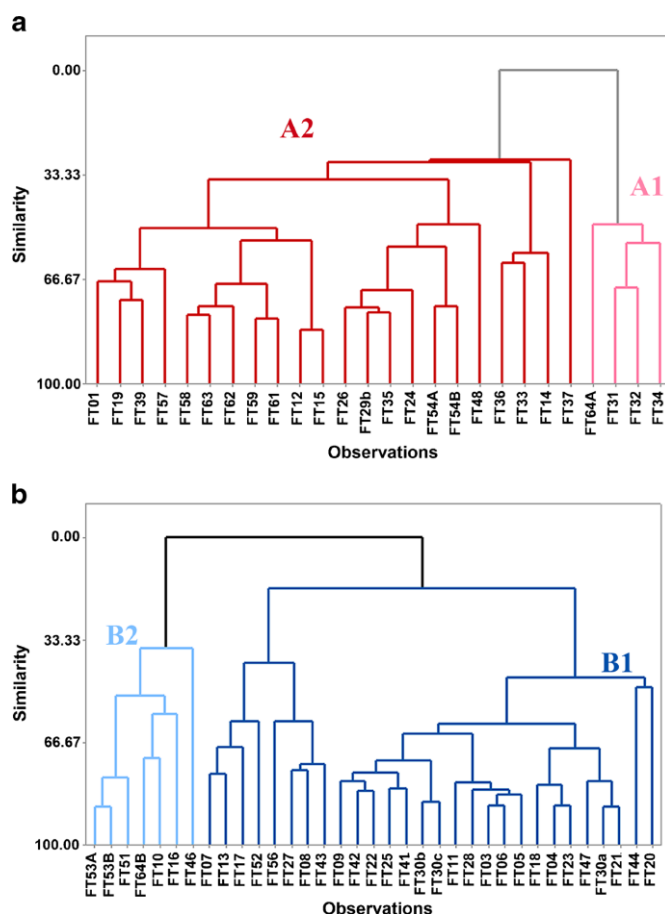 a
0.00
A2
33.33
A1
Similarity
66.67
100.00
FT01 FT19 FT39 FT57 FT58 FT63 FT62 FT59 FT61 FT12 FT15 FT26 FT29b FT35 FT24 FT54A FT54B FT48 FT36 FT33 FT14 FT37 FT64A FT31 FT32 FT34
Observations
b
0.00
B2
33.33
B1
Similarity
66.67
100.00
FT53A FT53B FT51 FT64B FT10 FT16 FT46 FT07 FT13 FT17 FT52 FT56 FT27 FT08 FT43 FT09 FT42 FT22 FT25 FT41 FT30b FT30c FT11 FT28 FT03 FT06 FT05 FT18 FT04 FT23 FT47 FT30a FT21 FT44 FT20
Observations